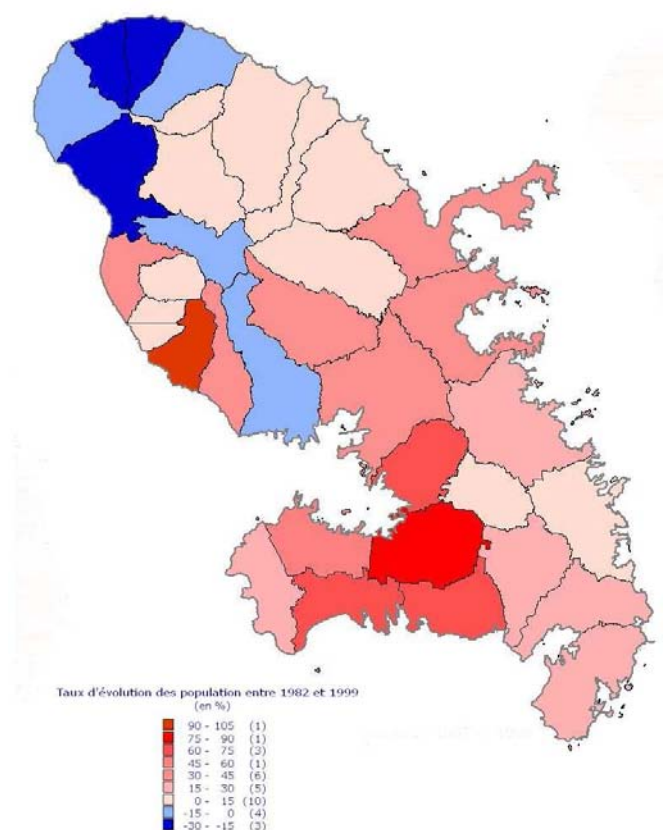 Taux d'évolution des population entre 1982 et 1999
(en %)
90 - 105 (1)
75 - 90 (1)
60 - 75 (3)
45 - 60 (1)
30 - 45 (6)
15 - 30 (5)
0 - 15 (10)
-15 - 0 (4)
-30 - -15 (3)